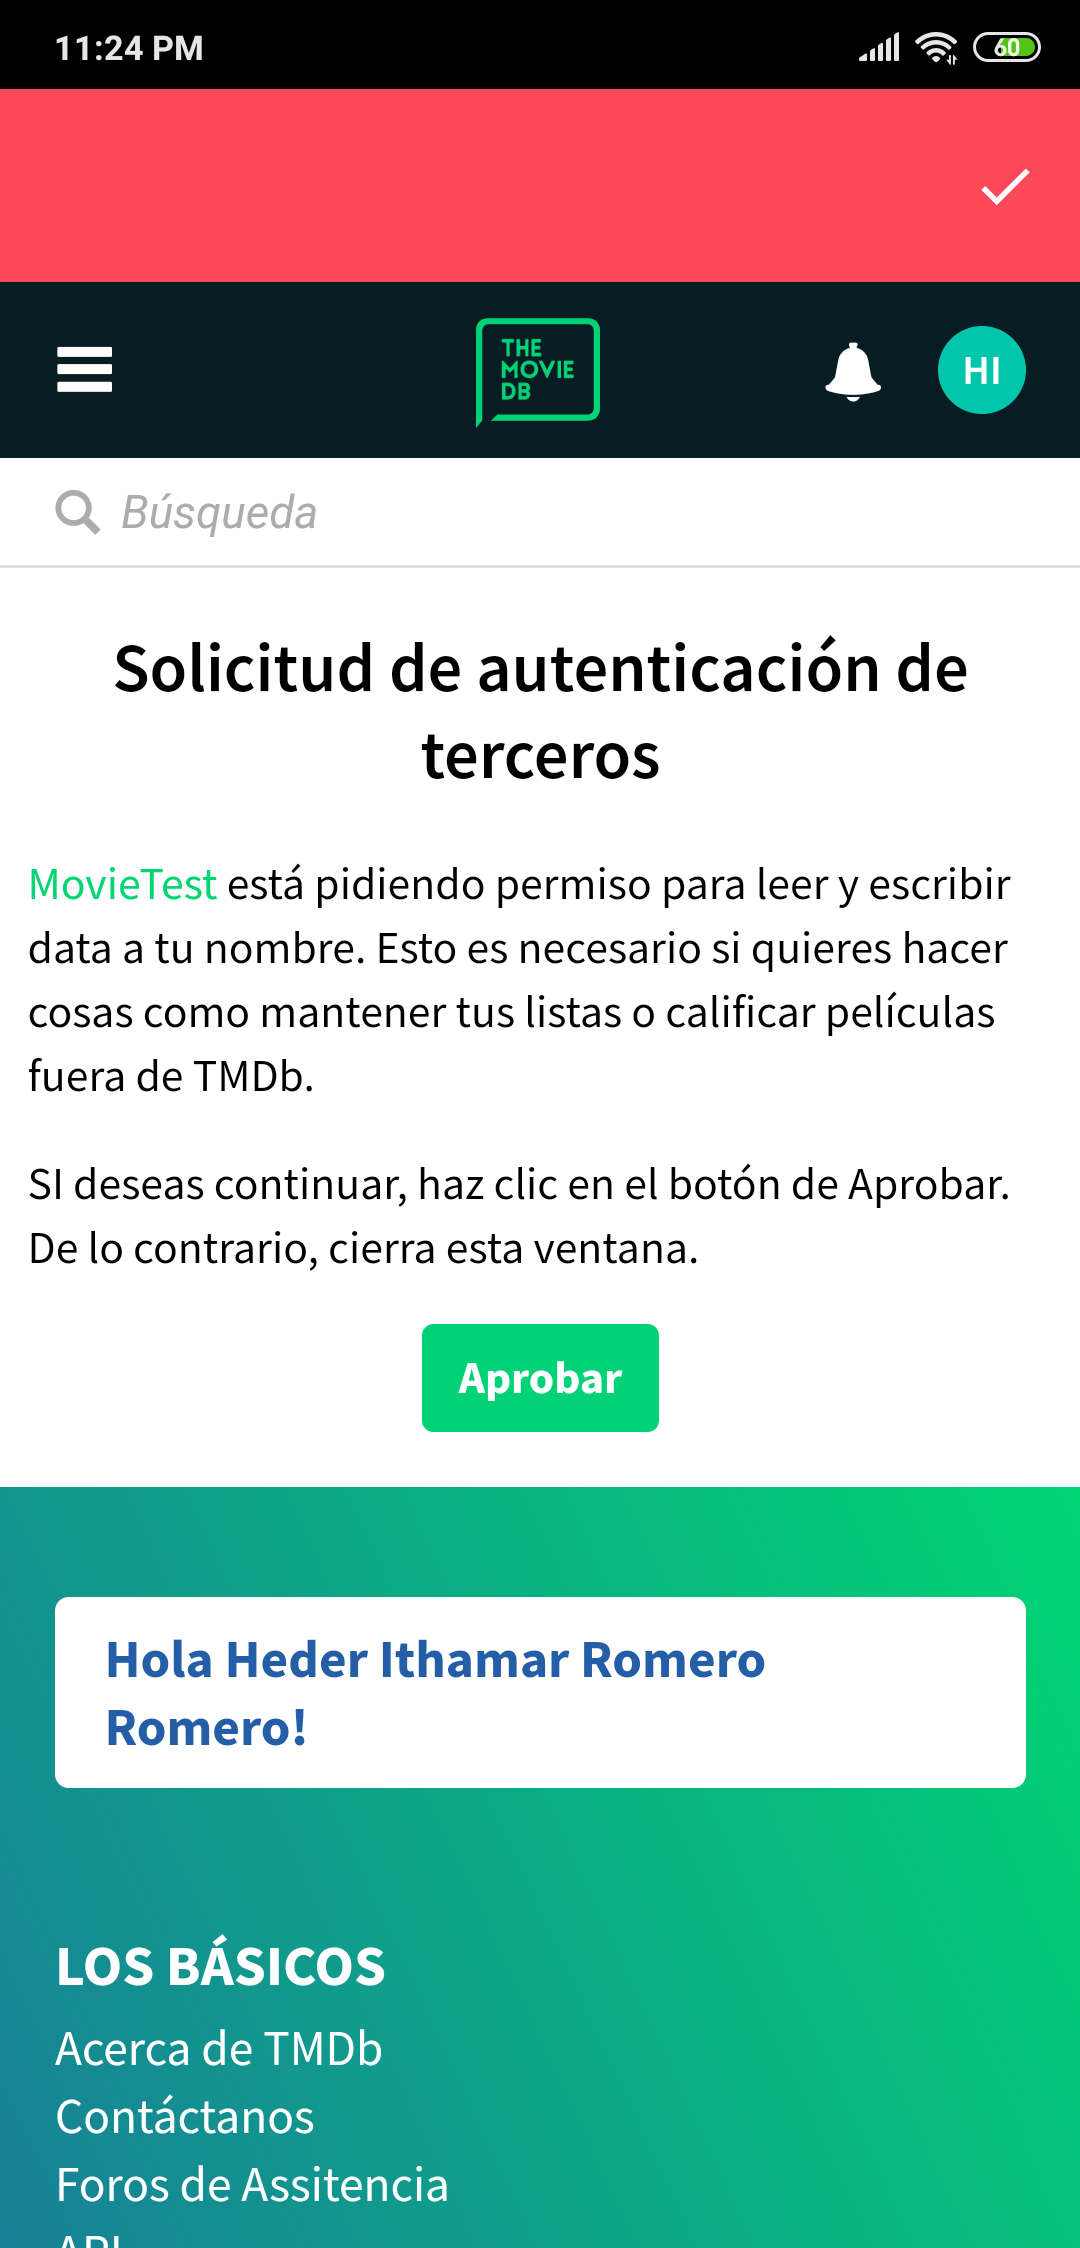 11:24 PM
60
THE
MOVIE
DB
HI
Búsqueda
Solicitud de autenticación de
terceros
MovieTest está pidiendo permiso para leer y escribir
data a tu nombre. Esto es necesario si quieres hacer
cosas como mantener tus listas o calificar películas
fuera de TMDb.
SI deseas continuar, haz clic en el botón de Aprobar.
De lo contrario, cierra esta ventana.
Aprobar
Hola Heder Ithamar Romero
Romero!
LOS BÁSICOS
Acerca de TMDb
Contáctanos
Foros de Assitencia
API